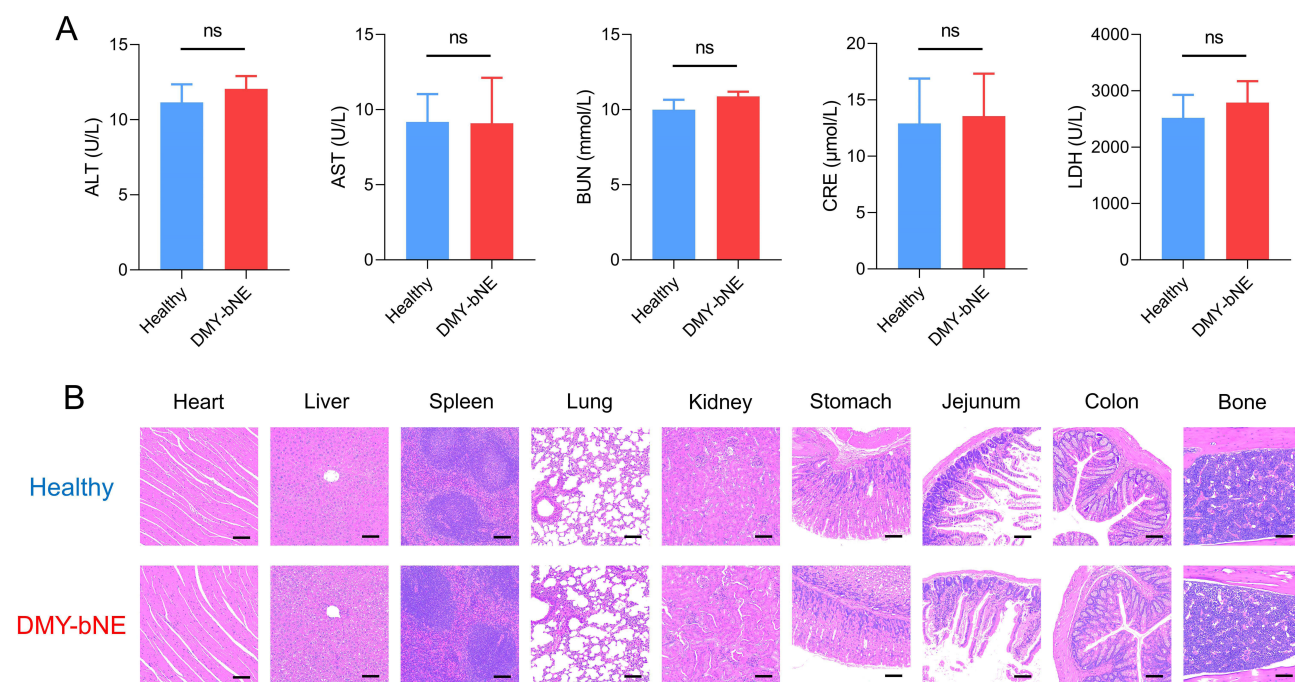 A
ns
ns
ns
ns
ns
ALT (U/L)
15
10
5
0
Healthy
DMY-bNE
AST (U/L)
15
10
5
0
Healthy
DMY-bNE
BUN (mmol/L)
15
10
5
0
Healthy
DMY-bNE
CRE (μmol/L)
20
15
10
5
0
Healthy
DMY-bNE
LDH (U/L)
4000
3000
2000
1000
0
Healthy
DMY-bNE
B
Heart Liver Spleen Lung Kidney Stomach Jejunum Colon Bone
Healthy
DMY-bNE